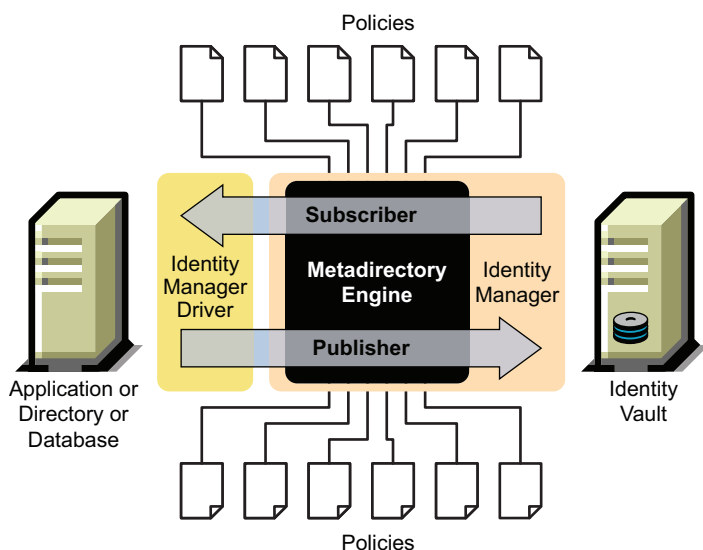 Policies
Subscriber
Identity
Manager
Driver
Metadirectory
Engine
Identity
Manager
Publisher
Application or
Directory or
Database
Identity
Vault
Policies